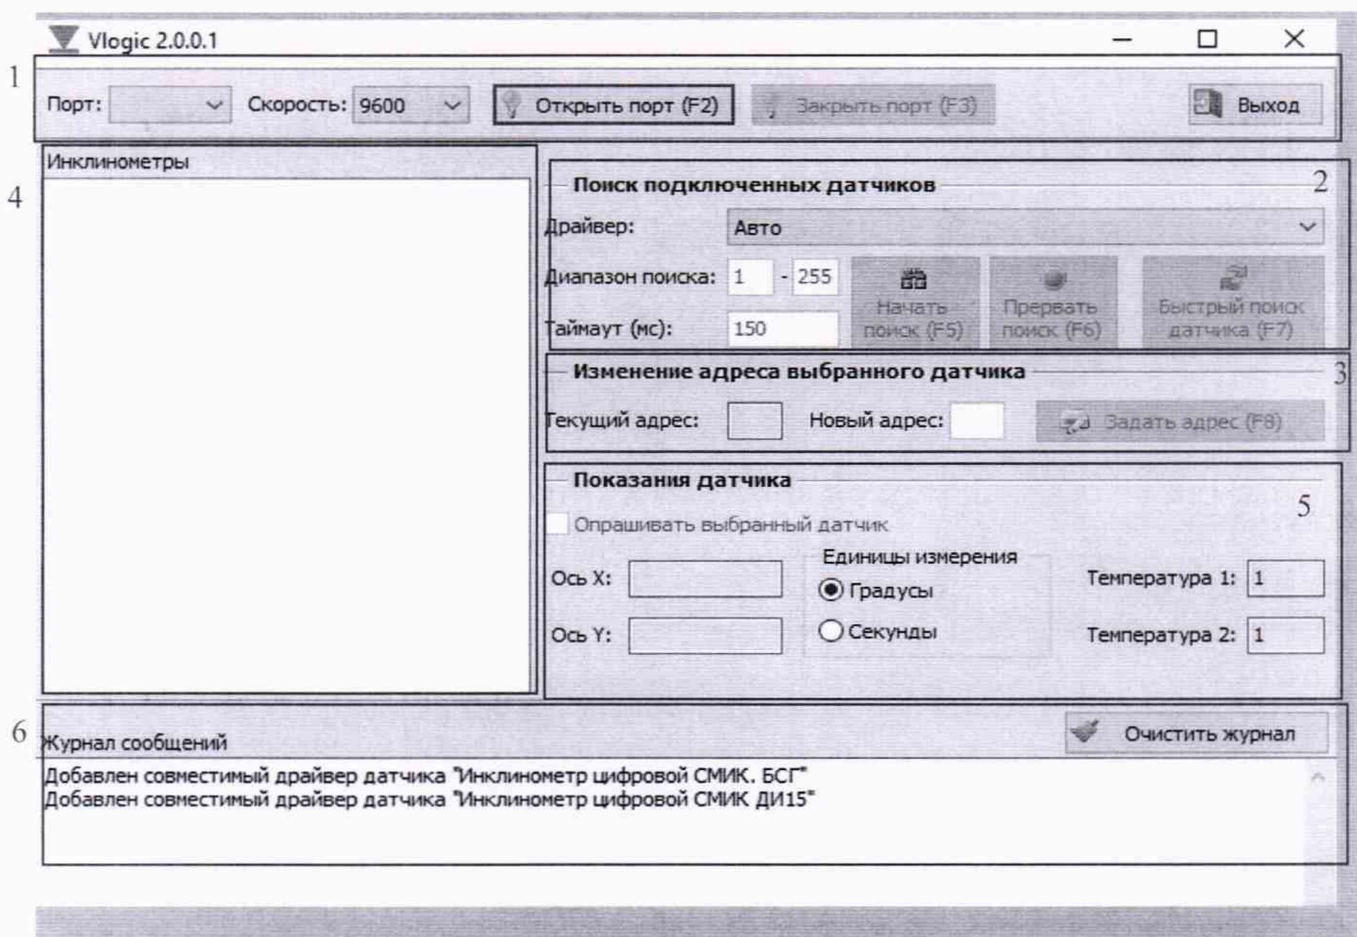 Vlogic 2.0.0.1
1
Порт: Скорость: 9600 Открыть порт (F2) Закрыть порт (F3) Выход
4
Инклинометры
Поиск подключенных датчиков 2
Драйвер: Авто
Диапазон поиска: 1 - 255
Таймаут (мс): 150
Начать поиск (F5)
Прервать поиск (F6)
Быстрый поиск датчика (F7)
Изменение адреса выбранного датчика 3
Текущий адрес: Новый адрес: Задать адрес (F8)
Показания датчика 5
Опрашивать выбранный датчик
Единицы измерения
Ось X: Градусы Температура 1: 1
Ось Y: Секунды Температура 2: 1
6
Журнал сообщений Очистить журнал
Добавлен совместимый драйвер датчика "Инклинометр цифровой СМИК. БСГ"
Добавлен совместимый драйвер датчика "Инклинометр цифровой СМИК ДИ15"